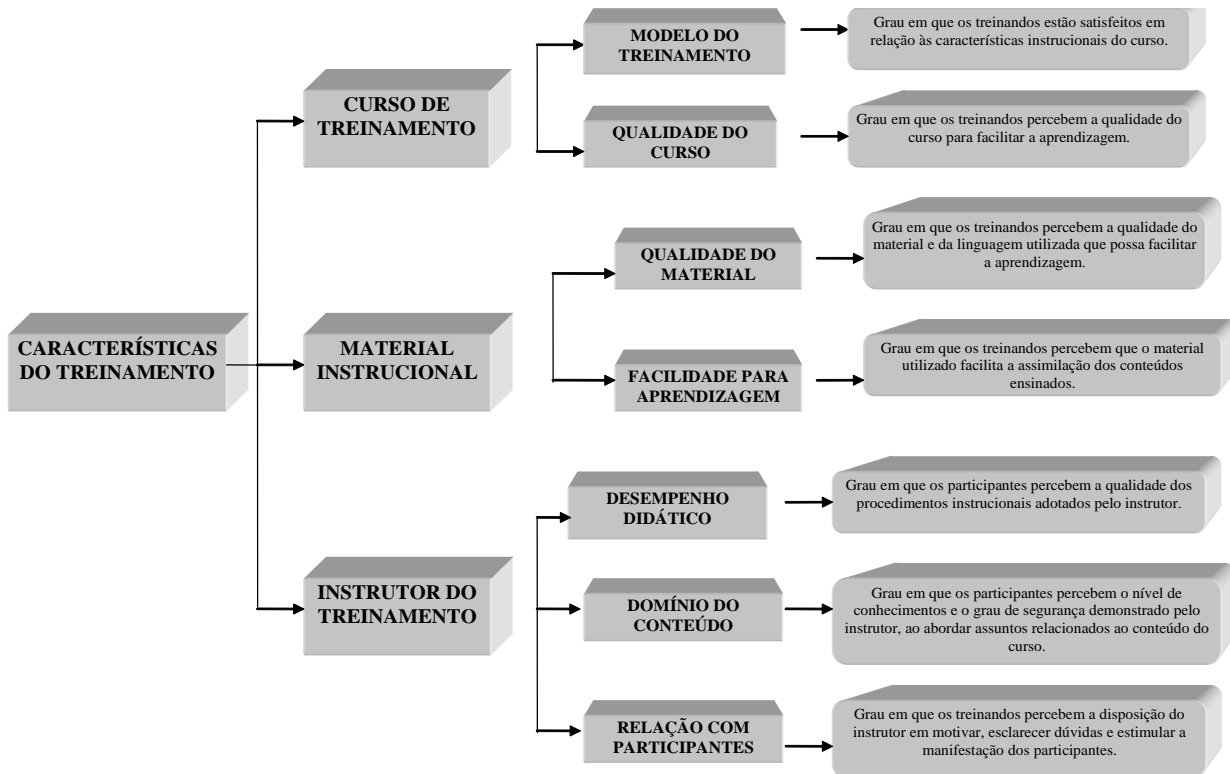 MODELO DO
TREINAMENTO
Grau em que os treinandos estão satisfeitos em
relação às características instrucionais do curso.
CURSO DE
TREINAMENTO
QUALIDADE DO
CURSO
Grau em que os treinandos percebem a qualidade do
curso para facilitar a aprendizagem.
QUALIDADE DO
MATERIAL
Grau em que os treinandos percebem a qualidade do
material e da linguagem utilizada que possa facilitar
a aprendizagem.
CARACTERÍSTICAS
DO TREINAMENTO
MATERIAL
INSTRUCIONAL
FACILIDADE PARA
APRENDIZAGEM
Grau em que os treinandos percebem que o material
utilizado facilita a assimilação dos conteúdos
ensinados.
DESEMPENHO
DIDÁTICO
Grau em que os participantes percebem a qualidade dos
procedimentos instrucionais adotados pelo instrutor.
INSTRUTOR DO
TREINAMENTO
DOMÍNIO DO
CONTEÚDO
Grau em que os participantes percebem o nível de
conhecimentos e o grau de segurança demonstrado pelo
instrutor, ao abordar assuntos relacionados ao conteúdo do
curso.
RELAÇÃO COM
PARTICIPANTES
Grau em que os treinandos percebem a disposição do
instrutor em motivar, esclarecer dúvidas e estimular a
manifestação dos participantes.